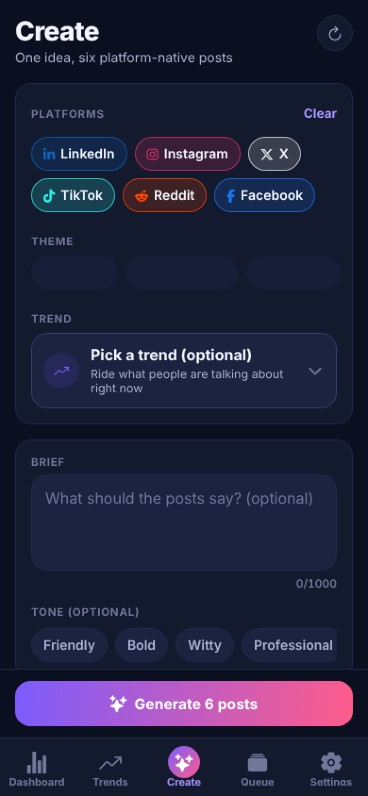 Create
One idea, six platform-native posts
PLATFORMS
Clear
in LinkedIn
Instagram
X X
TikTok
Reddit
f Facebook
THEME
TREND
Pick a trend (optional)
Ride what people are talking about
right now
BRIEF
What should the posts say? (optional)
0/1000
TONE (OPTIONAL)
Friendly
Bold
Witty
Professional
Generate 6 posts
Dashboard
Trends
Create
Queue
Settings